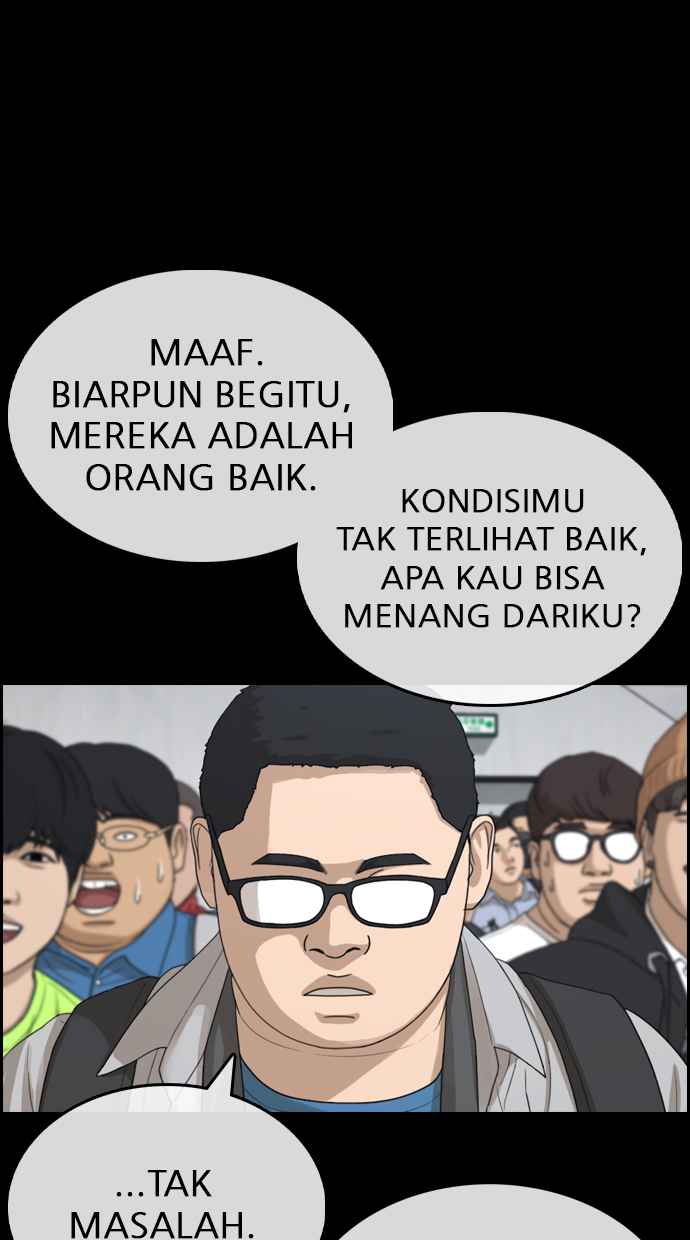 MAAF.
BIARPUN BEGITU,
MEREKA ADALAH
ORANG BAIK.
KONDISIMU
TAK TERLIHAT BAIK,
APA KAU BISA
MENANG DARIKU?
...TAK
MASALAH.